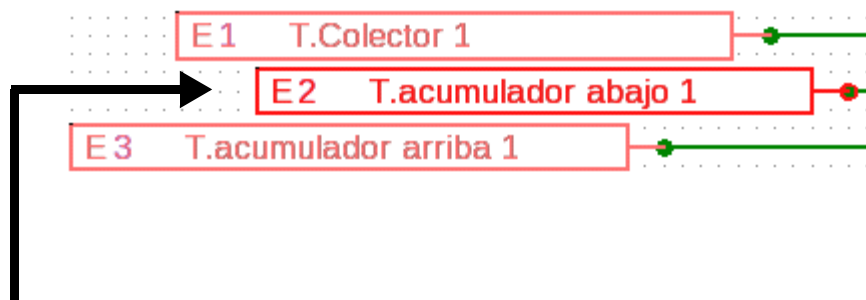 E1 T.Colector 1
E2 T.acumulador abajo 1
E3 T.acumulador arriba 1